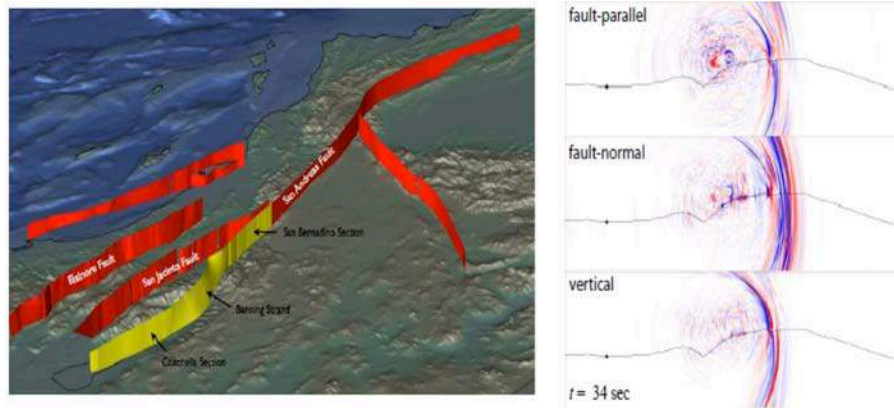 San Andreas Fault
San Bernadino Section
Elsinore Fault
San Jacinto Fault
Banning Strand
Coachella Section
fault-parallel
fault-normal
vertical
t = 34 sec